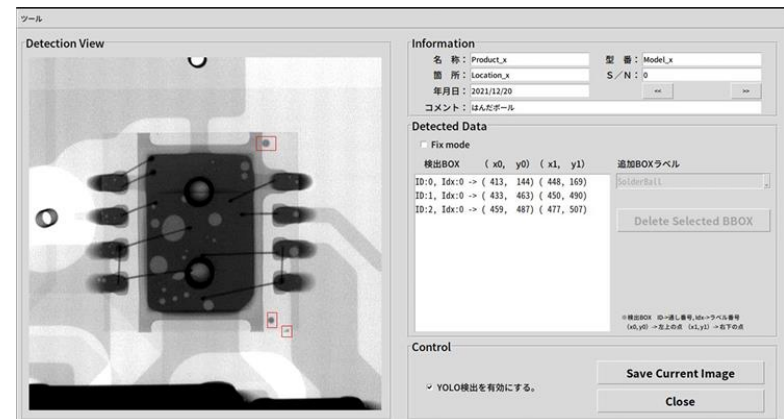 ツール
Detection View
Information
名 称: Product_x 型 番: Model_x
箇 所: Location_x S/N: 0
年月日: 2021/12/20 << >>
コメント: はんだボール
Detected Data
Fix mode
検出BOX ( x0, y0) ( x1, y1) 追加BOXラベル
ID:0, Idx:0 -> ( 413, 144) ( 448, 169) SolderBall
ID:1, Idx:0 -> ( 433, 463) ( 450, 490)
ID:2, Idx:0 -> ( 459, 487) ( 477, 507)
Delete Selected BBOX
※検出BOX ID->通し番号,Idx->ラベル番号
(x0,y0) ->左上の点 (x1,y1) ->右下の点
Control
YOLO検出を有効にする。
Save Current Image
Close